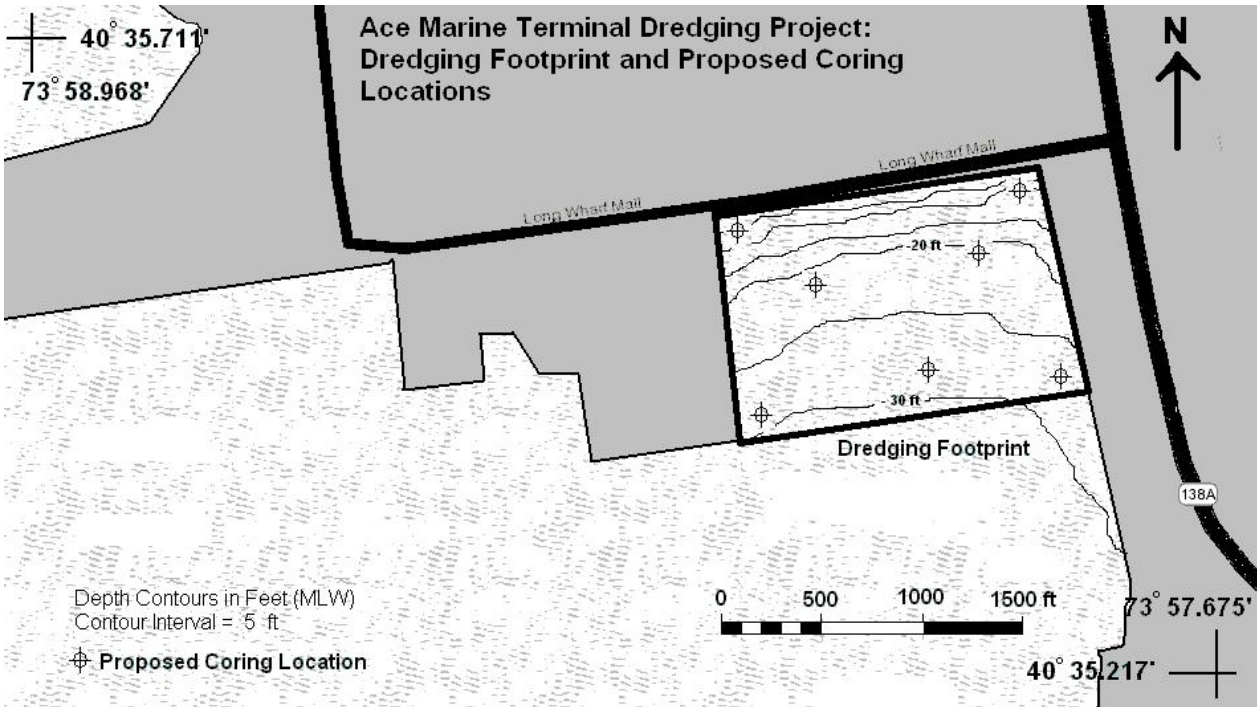 Ace Marine Terminal Dredging Project:
Dredging Footprint and Proposed Coring
Locations
40° 35.711'
73° 58.968'
N
Long Wharf Mall
Long Wharf Mall
-20 ft
- 30 ft -
Dredging Footprint
138A
Depth Contours in Feet (MLW)
Contour Interval = 5 ft
Proposed Coring Location
0 500 1000 1500 ft
73° 57.675'
40° 35.217'